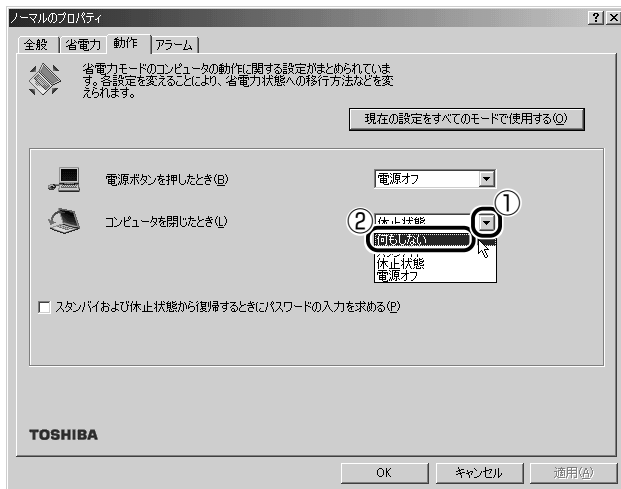 ノーマルのプロパティ
全般 省電力 動作 アラーム
省電力モードのコンピュータの動作に関する設定がまとめられていま
す。各設定を変えることにより、省電力状態への移行方法などを変
えられます。
現在の設定をすべてのモードで使用する(O)
電源ボタンを押したとき(B)
電源オフ
①
コンピュータを閉じたとき(L)
休止状態
②
何もしない
休止状態
電源オフ
スタンバイおよび休止状態から復帰するときにパスワードの入力を求める(P)
TOSHIBA
OK キャンセル 適用(A)